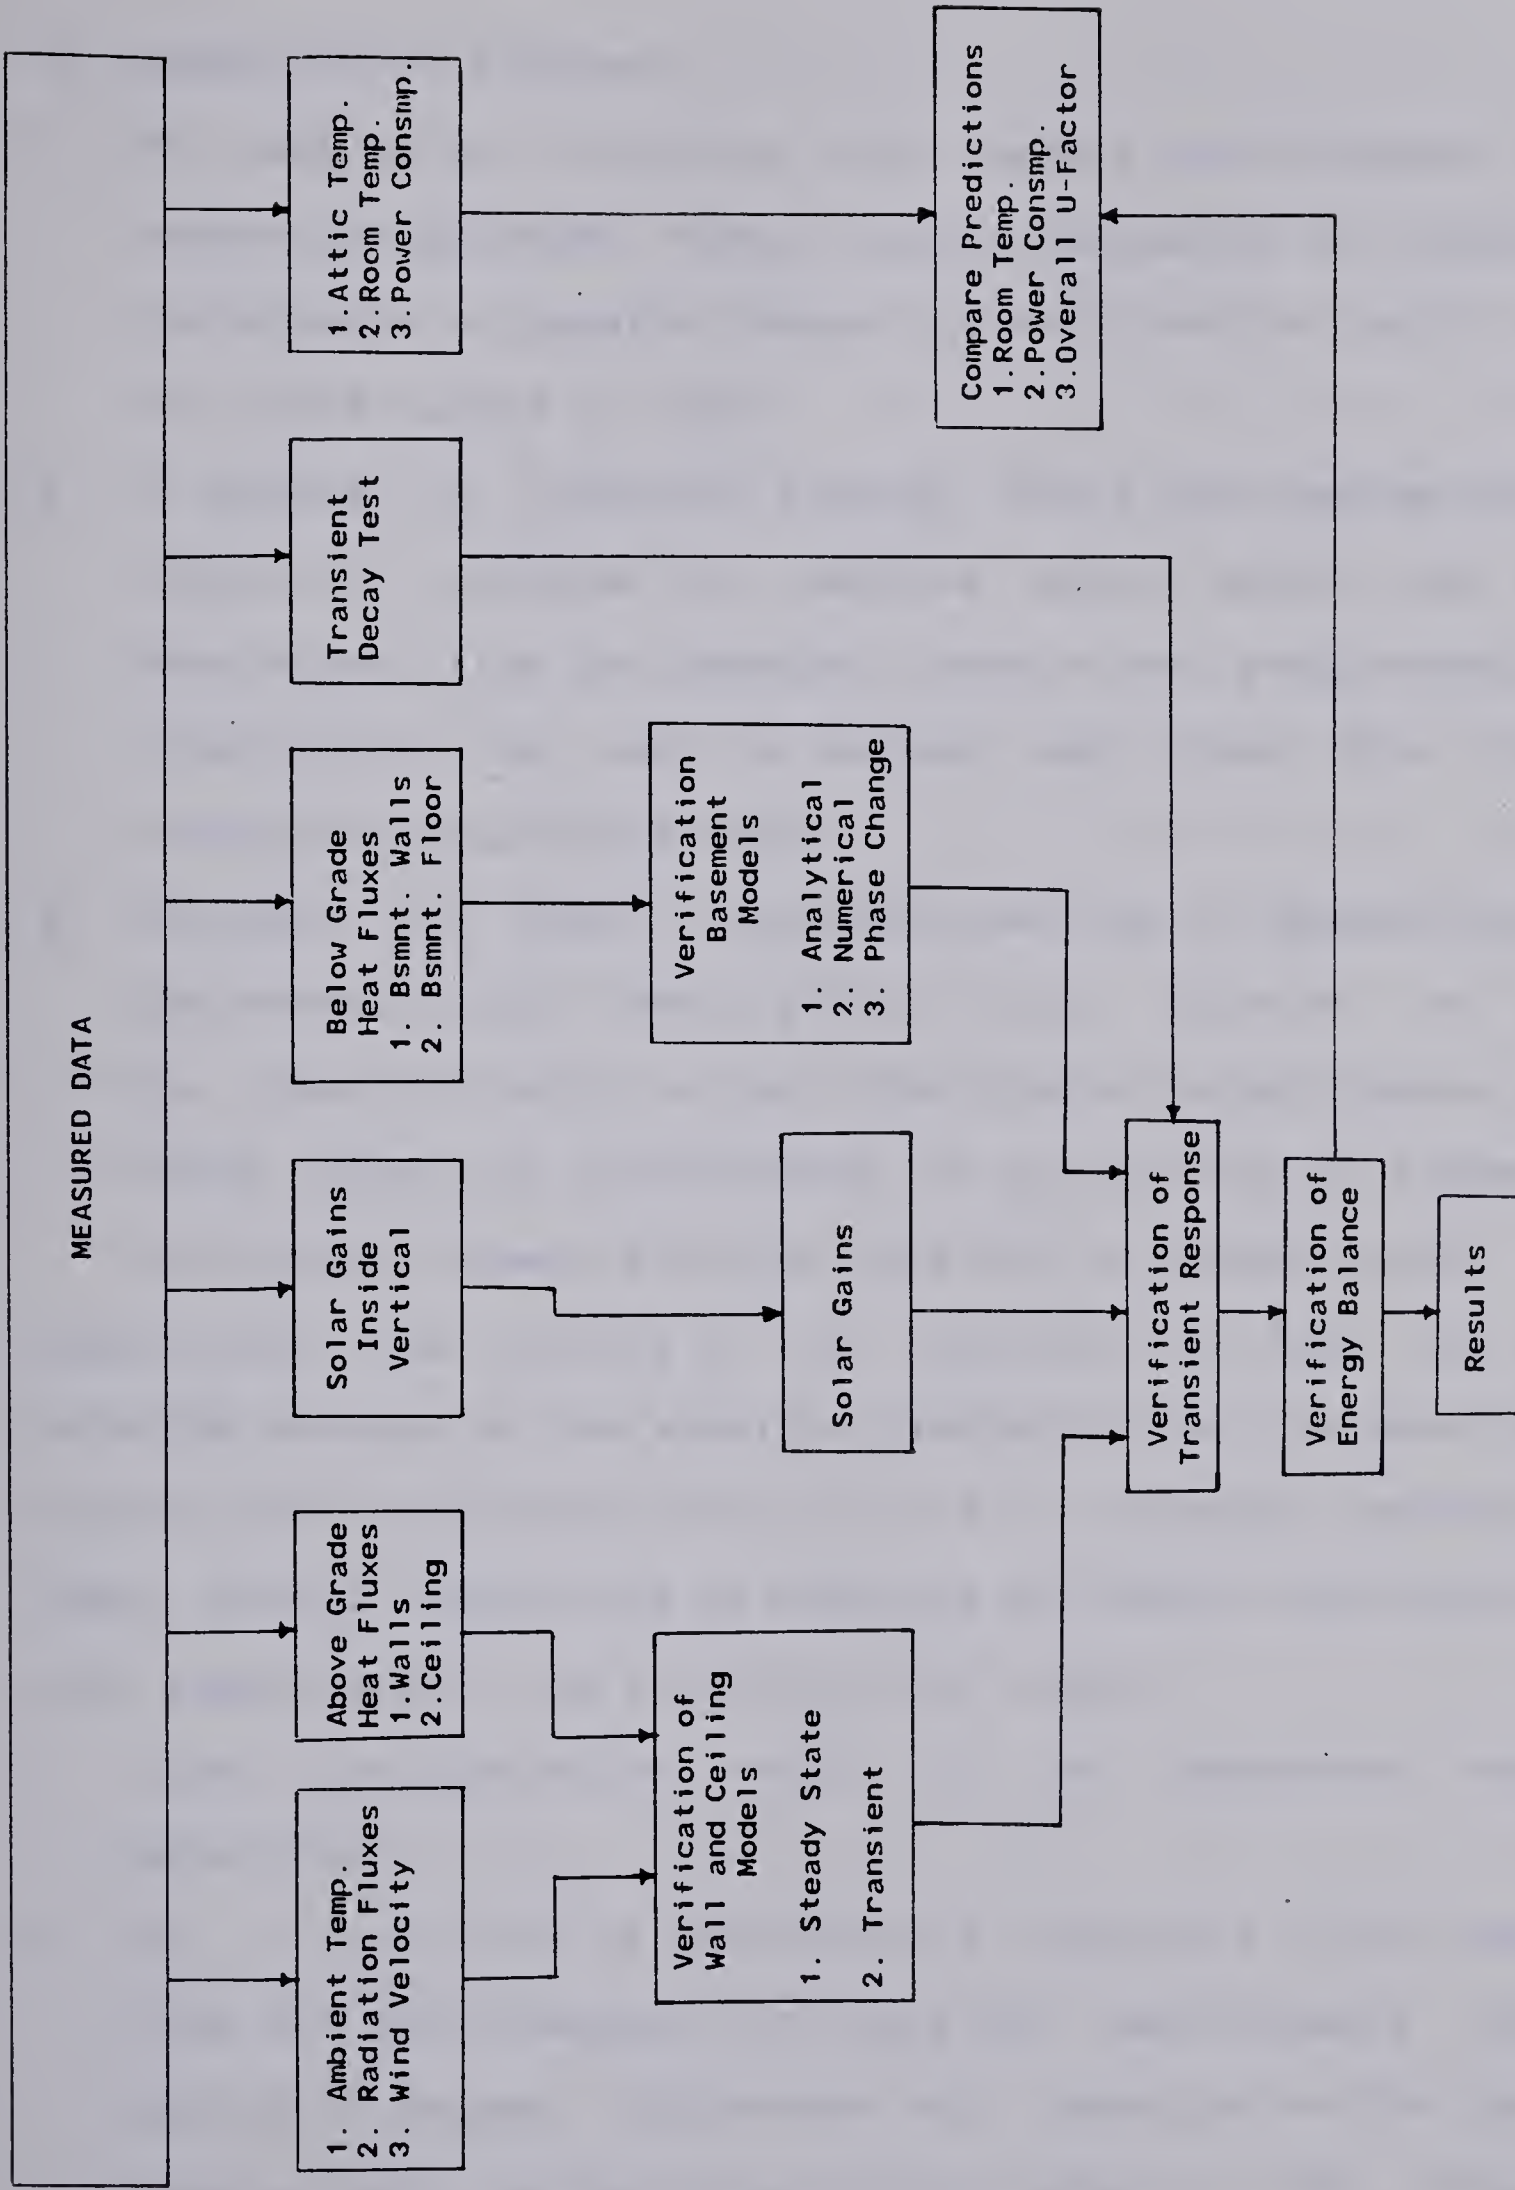 MEASURED DATA
1. Ambient Temp.
2. Radiation Fluxes
3. Wind Velocity
Above Grade
Heat Fluxes
1.Walls
2.Ceiling
Solar Gains
Inside
Vertical
Below Grade
Heat Fluxes
1. Bsmnt. Walls
2. Bsmnt. Floor
Transient
Decay Test
1.Attic Temp.
2.Room Temp.
3.Power Consmp.
Verification of
Wall and Ceiling
Models
1. Steady State
2. Transient
Solar Gains
Verification
Basement
Models
1. Analytical
2. Numerical
3. Phase Change
Compare Predictions
1.Room Temp.
2.Power Consmp.
3.Overall U-Factor
Verification of
Transient Response
Verification of
Energy Balance
Results